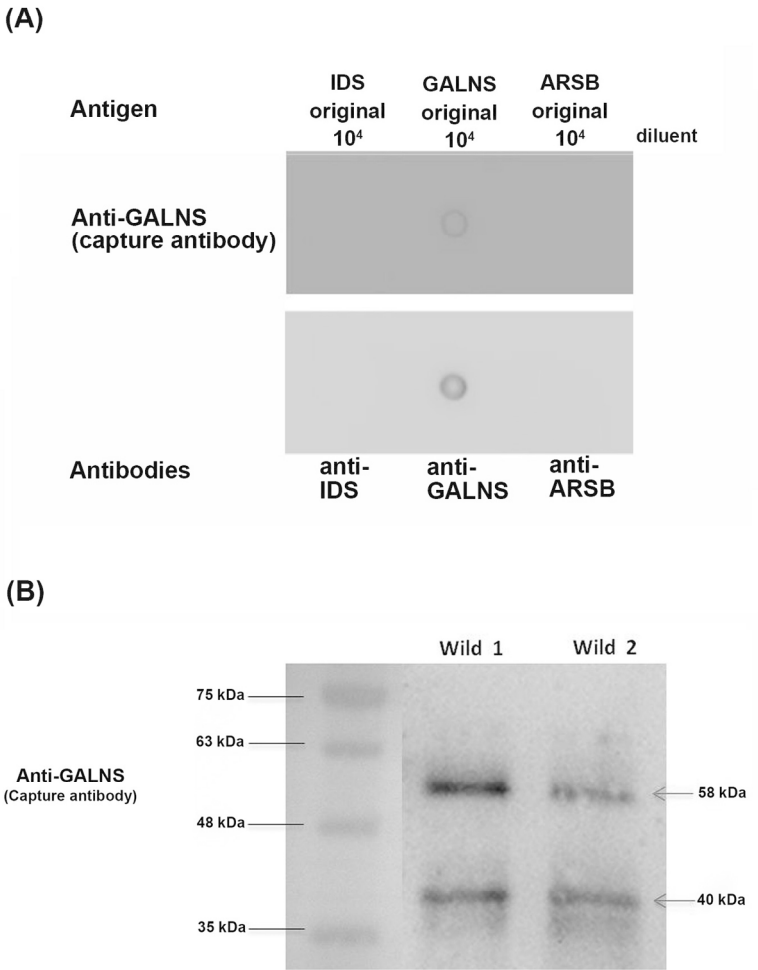 (A)
Antigen
IDS
original
10⁴
GALNS
original
10⁴
ARSB
original
10⁴
diluent
Anti-GALNS
(capture antibody)
Antibodies
anti-
IDS
anti-
GALNS
anti-
ARSB
(B)
Wild 1
Wild 2
75 kDa
63 kDa
Anti-GALNS
(Capture antibody)
58 kDa
48 kDa
40 kDa
35 kDa